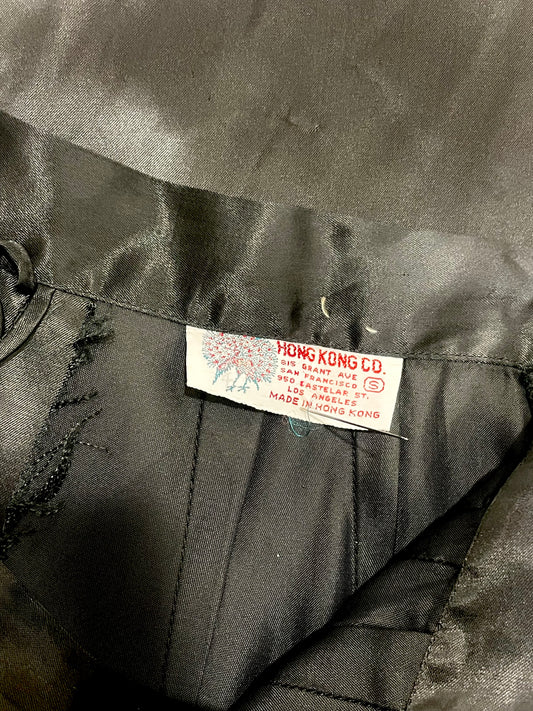 HONG KONG CO.
815 GRANT AVE
SAN FRANCISCO
S
950 EASTELAR ST.
LOS ANGELES
MADE IN HONG KONG